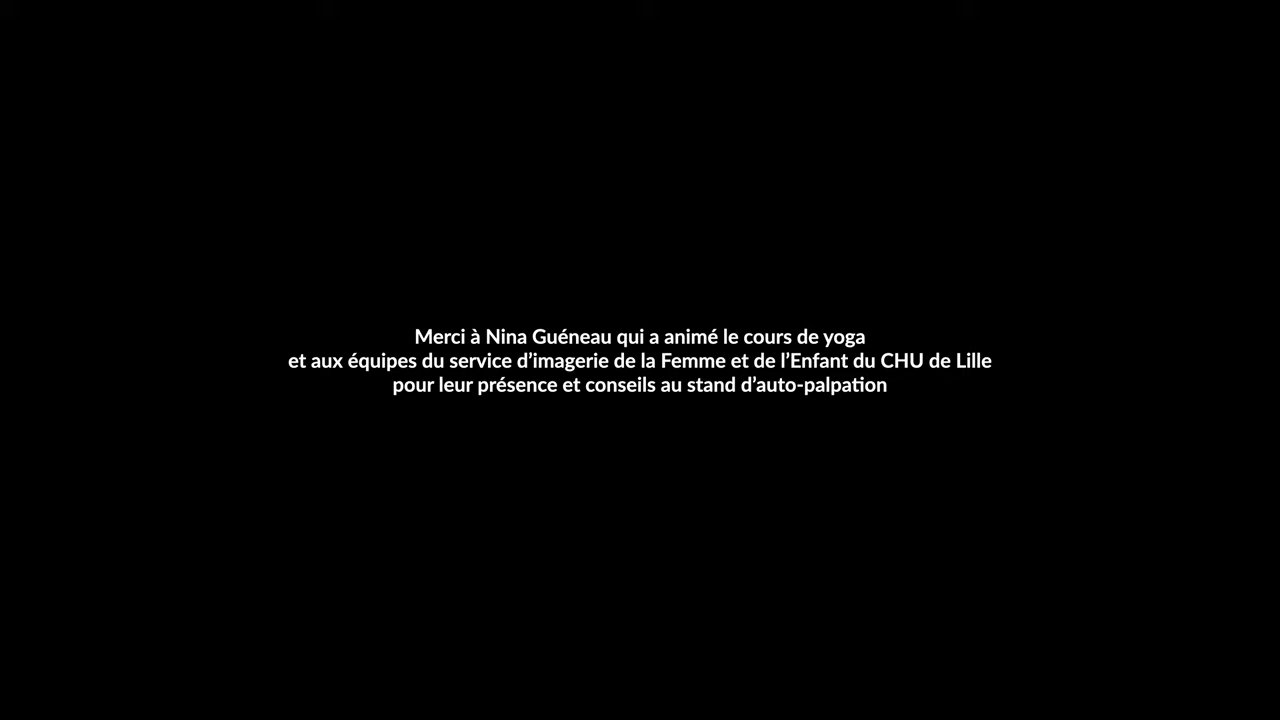 Merci à Nina Guéneau qui a animé le cours de yoga
et aux équipes du service d’imagerie de la Femme et de l’Enfant du CHU de Lille
pour leur présence et conseils au stand d’auto-palpation